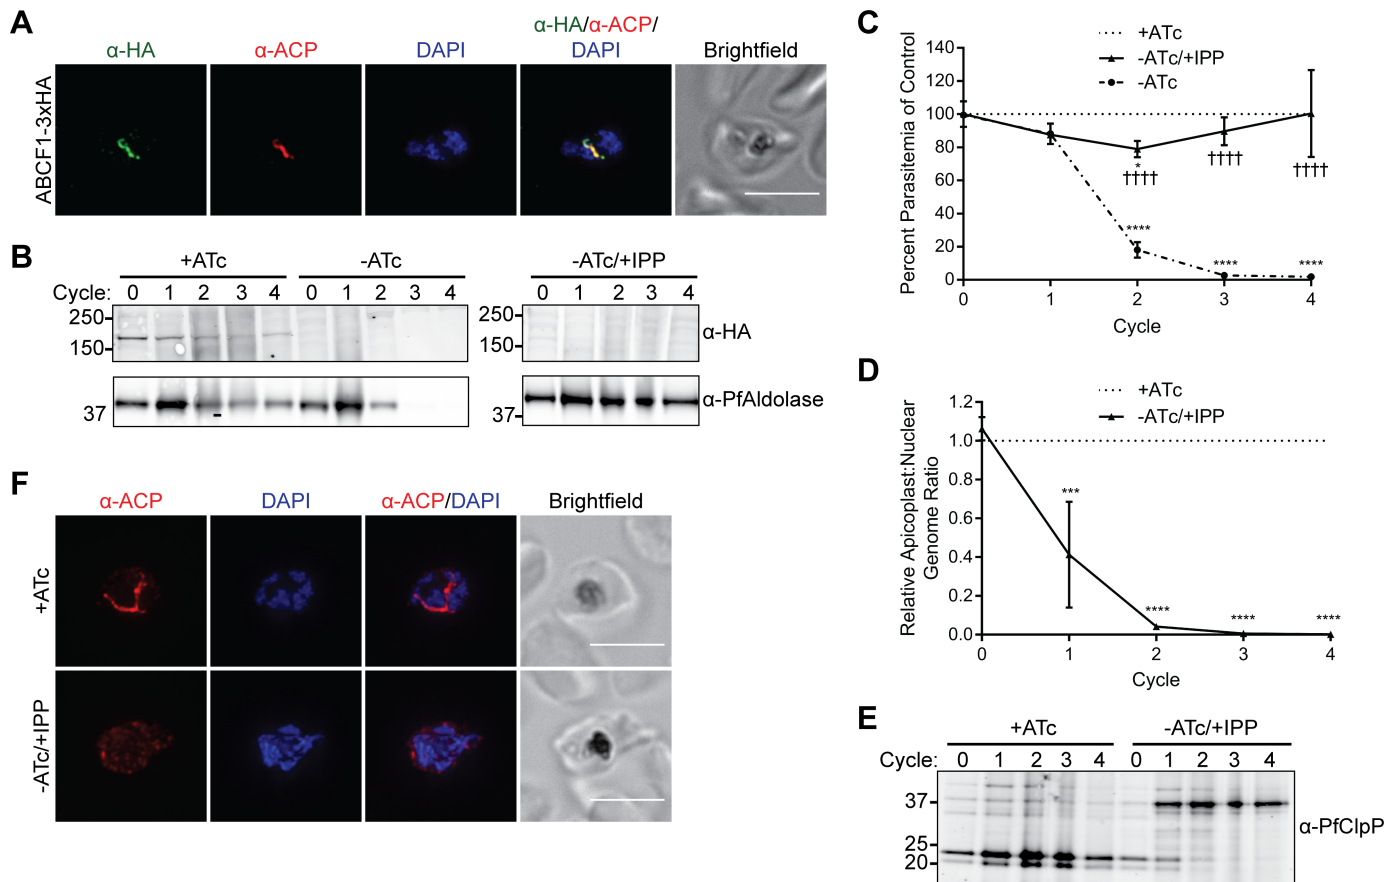 A
α-HA
α-ACP
DAPI
α-HA/α-ACP/
DAPI
Brightfield
ABCF1-3xHA
B
+ATc
-ATc
-ATc/+IPP
Cycle: 0 1 2 3 4 0 1 2 3 4 0 1 2 3 4
250
150
250
150
α-HA
37
37
α-PfAldolase
F
α-ACP
DAPI
α-ACP/DAPI
Brightfield
+ATc
-ATc/+IPP
C
+ATc
-ATc/+IPP
-ATc
Percent Parasitemia of Control
140
120
100
80
60
40
20
0
*
††††
††††
††††
****
****
****
0 1 2 3 4
Cycle
D
+ATc
-ATc/+IPP
Relative Apicoplast:Nuclear
Genome Ratio
1.2
1.0
0.8
0.6
0.4
0.2
0.0
***
****
****
****
0 1 2 3 4
Cycle
E
+ATc
-ATc/+IPP
Cycle: 0 1 2 3 4 0 1 2 3 4
37
25
20
α-PfClpP